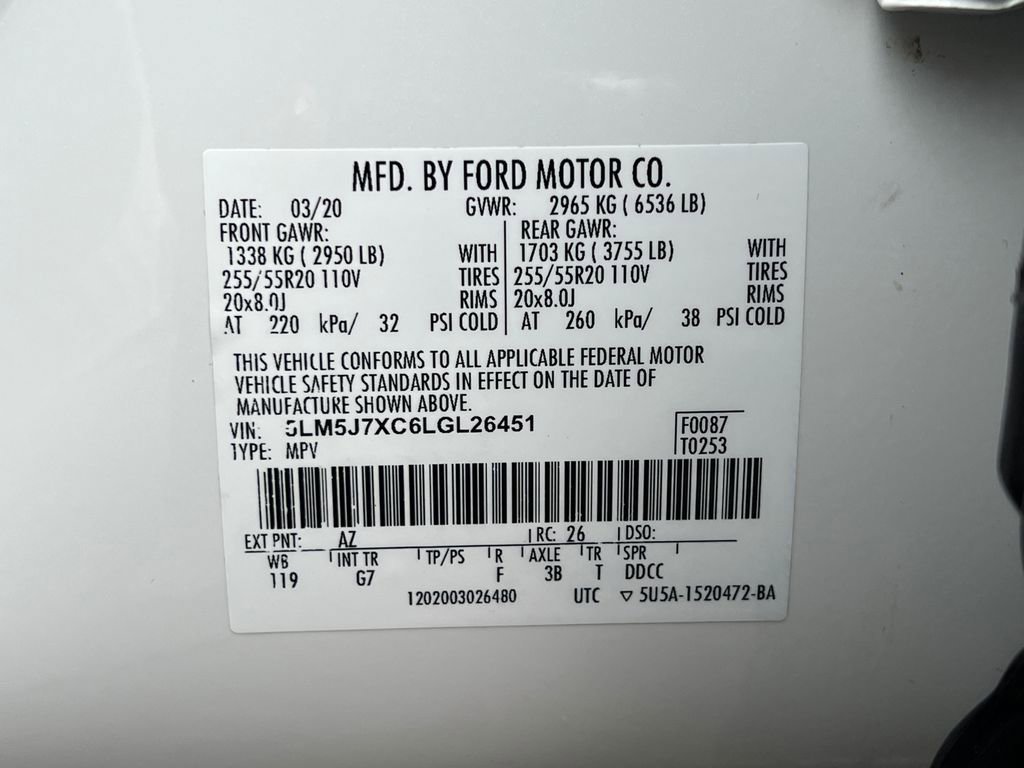 MFD. BY FORD MOTOR CO.
DATE: 03/20 GVWR: 2965 KG ( 6536 LB)
FRONT GAWR: REAR GAWR:
1338 KG ( 2950 LB) WITH 1703 KG ( 3755 LB) WITH
255/55R20 110V TIRES 255/55R20 110V TIRES
20x8.0J RIMS 20x8.0J RIMS
AT 220 kPa/ 32 PSI COLD AT 260 kPa/ 38 PSI COLD
THIS VEHICLE CONFORMS TO ALL APPLICABLE FEDERAL MOTOR
VEHICLE SAFETY STANDARDS IN EFFECT ON THE DATE OF
MANUFACTURE SHOWN ABOVE.
VIN: 5LM5J7XC6LGL26451 F0087
TYPE: MPV T0253
EXT PNT: AZ RC: 26 DSO:
WB INT TR TP/PS R AXLE TR SPR
119 G7 F 3B T DDCC
1202003026480 UTC ▽ 5U5A-1520472-BA